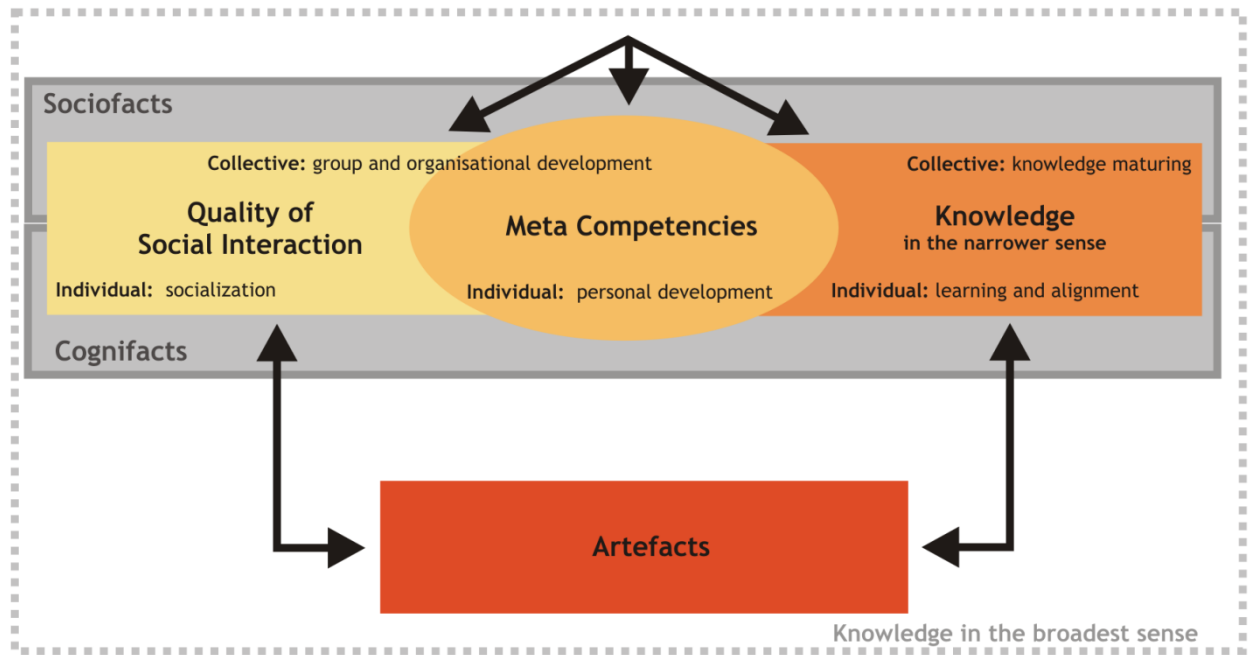 Sociofacts
Collective: group and organisational development
Collective: knowledge maturing
Quality of
Social Interaction
Meta Competencies
Knowledge
in the narrower sense
Individual: socialization
Individual: personal development
Individual: learning and alignment
Cognifacts
Artefacts
Knowledge in the broadest sense